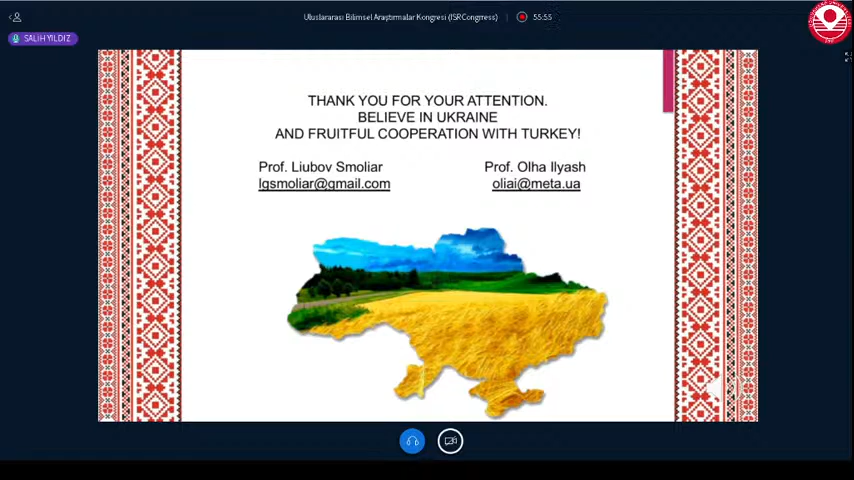 Uluslararası Bilimsel Araştırmalar Kongresi (ISRCongress)
55:53
SALIH YILDIZ
THANK YOU FOR YOUR ATTENTION.
BELIEVE IN UKRAINE
AND FRUITFUL COOPERATION WITH TURKEY!
Prof. Liubov Smoliar
lgsmoliar@gmail.com
Prof. Olha Ilyash
oliai@meta.ua